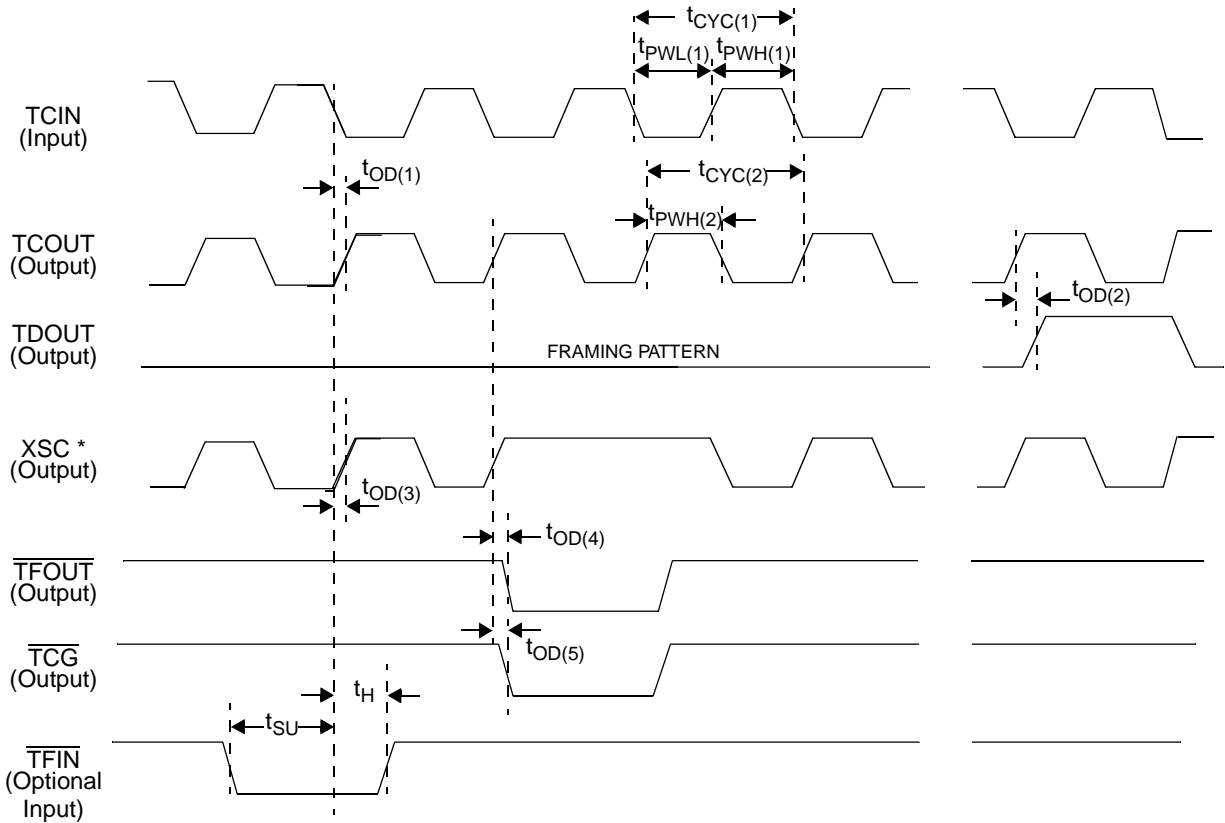 tCYC(1)
tPWL(1) tPWH(1)
TCIN
(Input)
tOD(1)
tCYC(2)
tPWH(2)
TCOUT
(Output)
tOD(2)
TDOUT
(Output)
FRAMING PATTERN
XSC *
(Output)
tOD(3)
tOD(4)
TFOUT
(Output)
tOD(5)
TCG
(Output)
tH
tSU
TFIN
(Optional
Input)